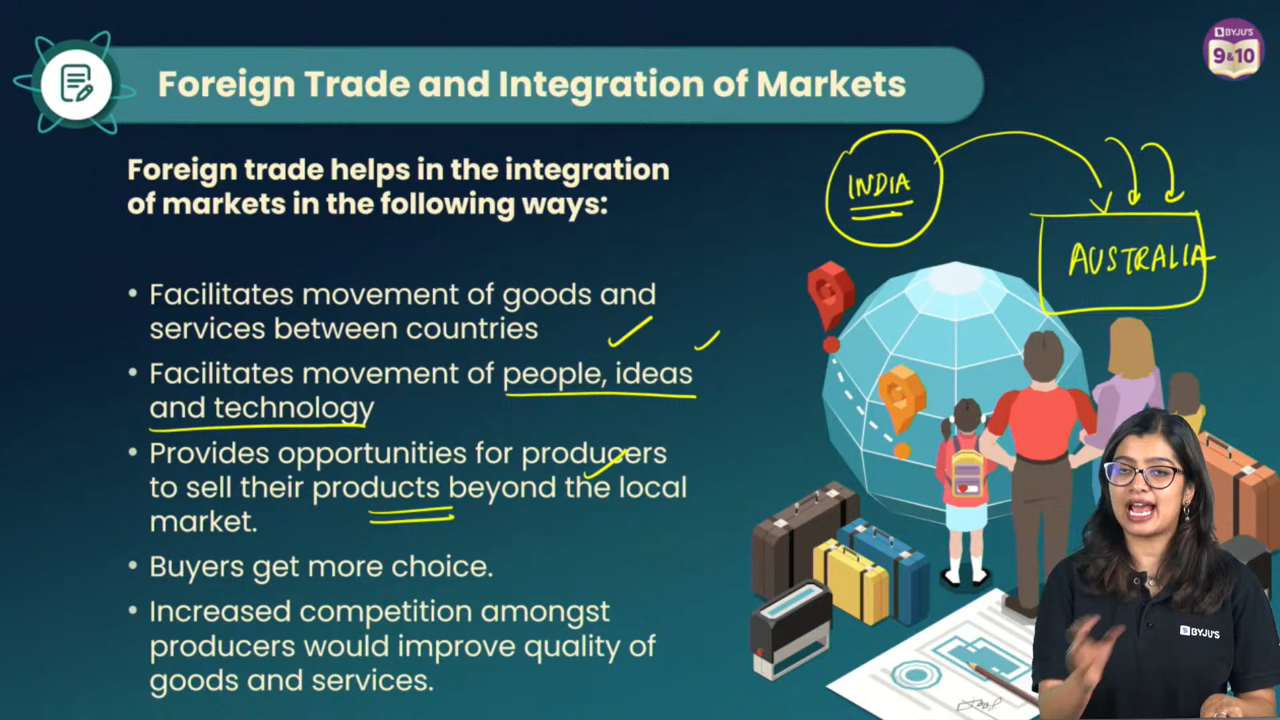 BYJU'S
9&10
Foreign Trade and Integration of Markets
Foreign trade helps in the integration
of markets in the following ways:
INDIA
AUSTRALIA
• Facilitates movement of goods and
services between countries
• Facilitates movement of people, ideas
and technology
• Provides opportunities for producers
to sell their products beyond the local
market.
• Buyers get more choice.
• Increased competition amongst
producers would improve quality of
goods and services.
BYJU'S